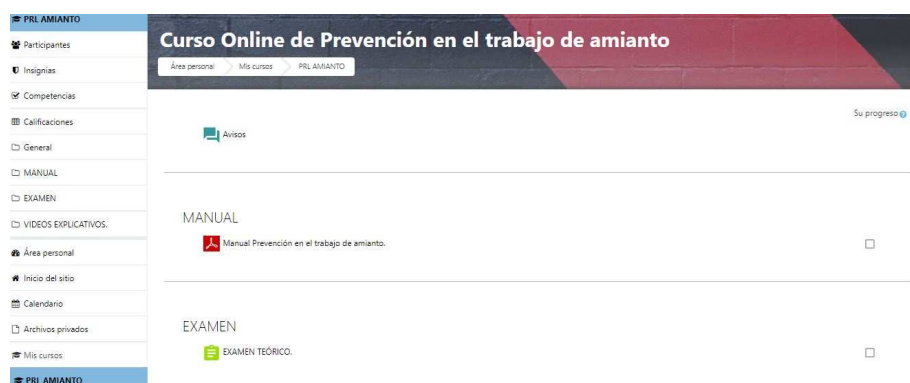 PRL AMIANTO
Participantes
Insignias
Competencias
Calificaciones
General
MANUAL
EXAMEN
VIDEOS EXPLICATIVOS.
Área personal
Inicio del sitio
Calendario
Archivos privados
Mis cursos
PRL AMIANTO
Curso Online de Prevención en el trabajo de amianto
Área personal Mis cursos PRL AMIANTO
Su progreso
Avisos
MANUAL
Manual Prevención en el trabajo de amianto.
EXAMEN
EXAMEN TEÓRICO.